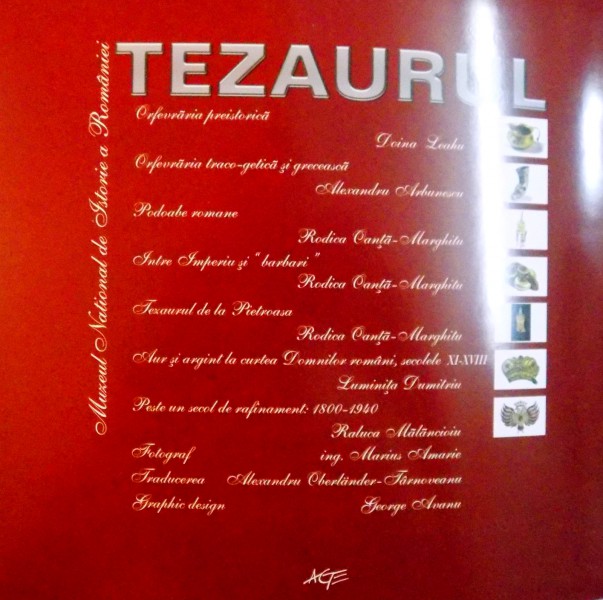 Muzeul Național de Istorie a României
TEZAURUL
Orfevrăria preistorică
Doina Leahu
Orfevrăria traco-getică și grecească
Alexandru Arbunescu
Podoabe romane
Rodica Oanță-Marghitu
Intre Imperiu și "barbari"
Rodica Oanță-Marghitu
Tezaurul de la Pietroasa
Rodica Oanță-Marghitu
Aur și argint la curtea Domnilor români, secolele XI-XVIII
Luminița Dumitriu
Peste un secol de rafinament: 1800-1940
Raluca Mătăncioiu
Fotograf ing. Marius Amarie
Traducerea Alexandru Oberländer-Târnoveanu
Graphic design George Avanu